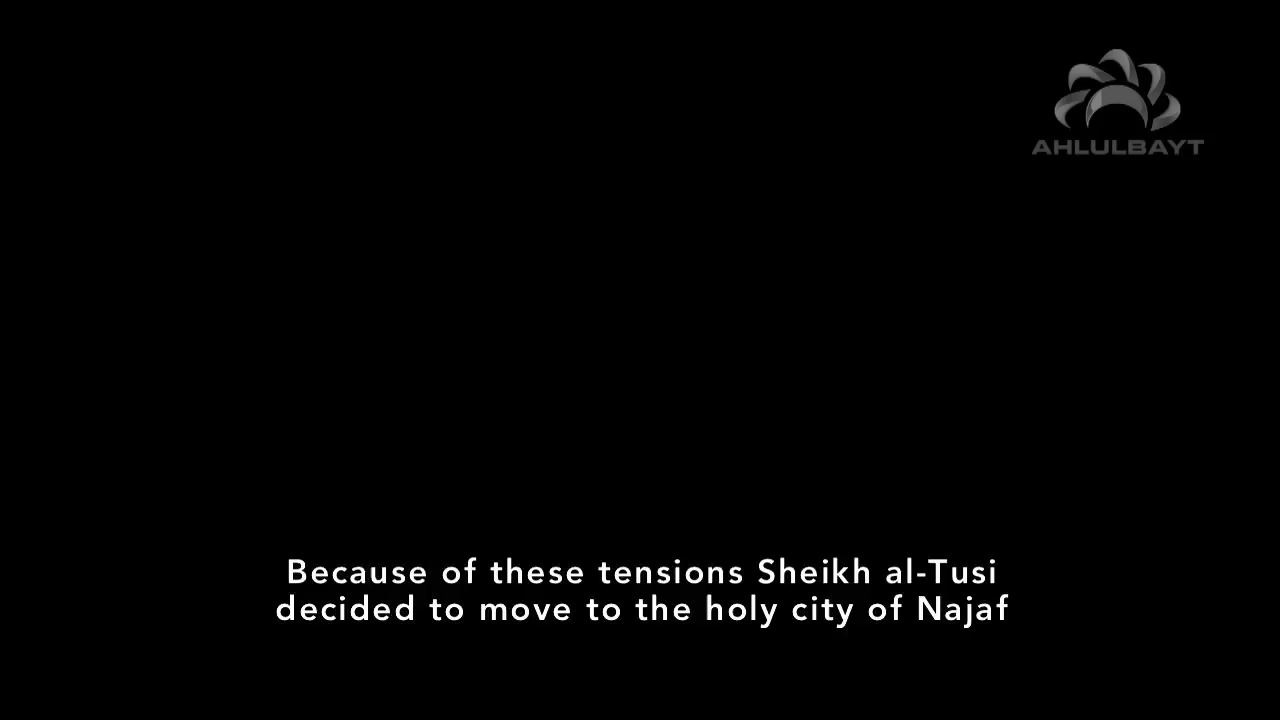 AHLULBAYT
Because of these tensions Sheikh al-Tusi
decided to move to the holy city of Najaf